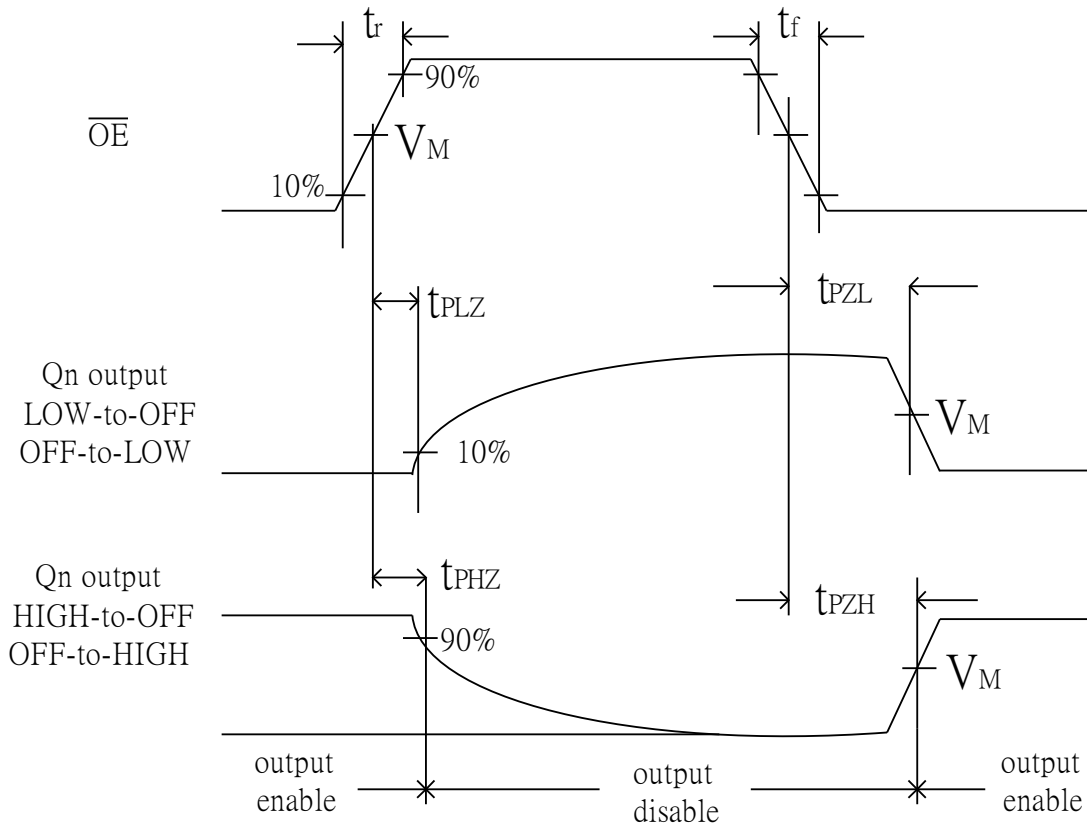 tr
tf
90%
OE
VM
10%
tPLZ
tPZL
Qn output
LOW-to-OFF
OFF-to-LOW
VM
10%
Qn output
HIGH-to-OFF
OFF-to-HIGH
tPHZ
tPZH
90%
VM
output
enable
output
disable
output
enable